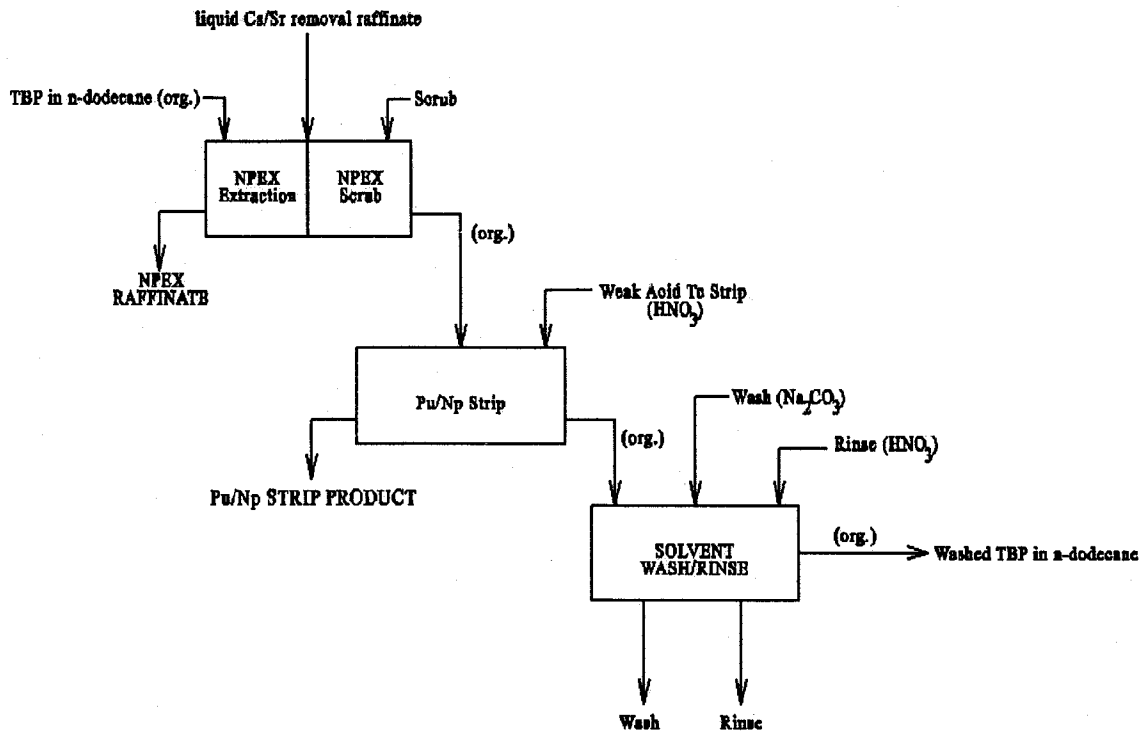 liquid Cs/Sr removal raffinate
TBP in n-dodecane (org.)
Scrub
NPEX
Extraction
NPEX
Scrub
(org.)
NPEX
RAFFINATE
Weak Acid Tc Strip
(HNO3)
Pu/Np Strip
Wash (Na2CO3)
(org.)
Rinse (HNO3)
Pu/Np STRIP PRODUCT
(org.)
SOLVENT
WASH/RINSE
Washed TBP in n-dodecane
Wash
Rinse